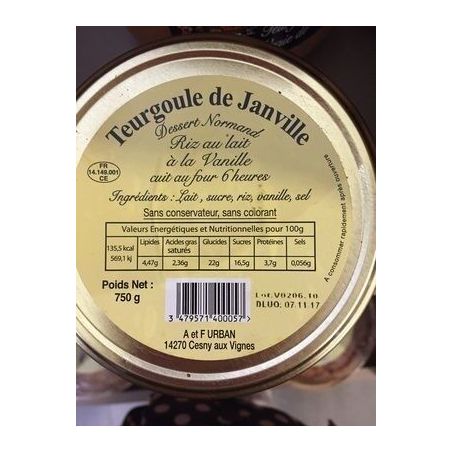 Teurgoule de Janville
Dessert Normand
Riz au lait
à la Vanille
cuit au four 6 heures
FR
14.149.001
CE
Ingrédients : Lait, sucre, riz, vanille, sel
Sans conservateur, sans colorant
Valeurs Energétiques et Nutritionnelles pour 100g
135,5 kcal
569,1 kj
Lipides
4,47g
Acides gras saturés
2,36g
Glucides
22g
Sucres
16,5g
Protéines
3,7g
Sels
0,056g
Poids Net :
750 g
3 479571 400057
Lot.V0206.10
DLUO: 07.11.17
A et F URBAN
14270 Cesny aux Vignes
A consommer rapidement après ouverture